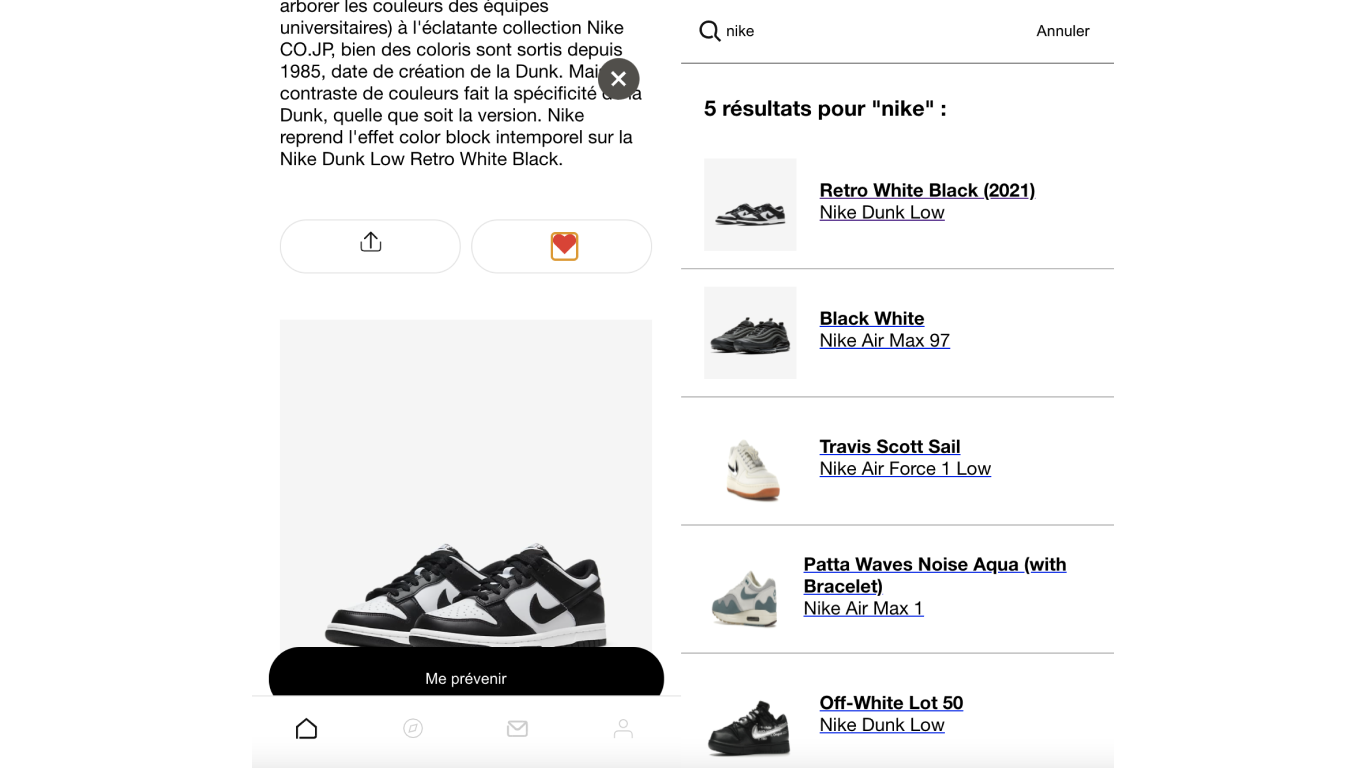 arborer les couleurs des équipes
universitaires) à l'éclatante collection Nike
CO.JP, bien des coloris sont sortis depuis
1985, date de création de la Dunk. Mai
contraste de couleurs fait la spécificité la
Dunk, quelle que soit la version. Nike
reprend l'effet color block intemporel sur la
Nike Dunk Low Retro White Black.
Me prévenir
nike
Annuler
5 résultats pour "nike" :
Retro White Black (2021)
Nike Dunk Low
Black White
Nike Air Max 97
Travis Scott Sail
Nike Air Force 1 Low
Patta Waves Noise Aqua (with
Bracelet)
Nike Air Max 1
Off-White Lot 50
Nike Dunk Low